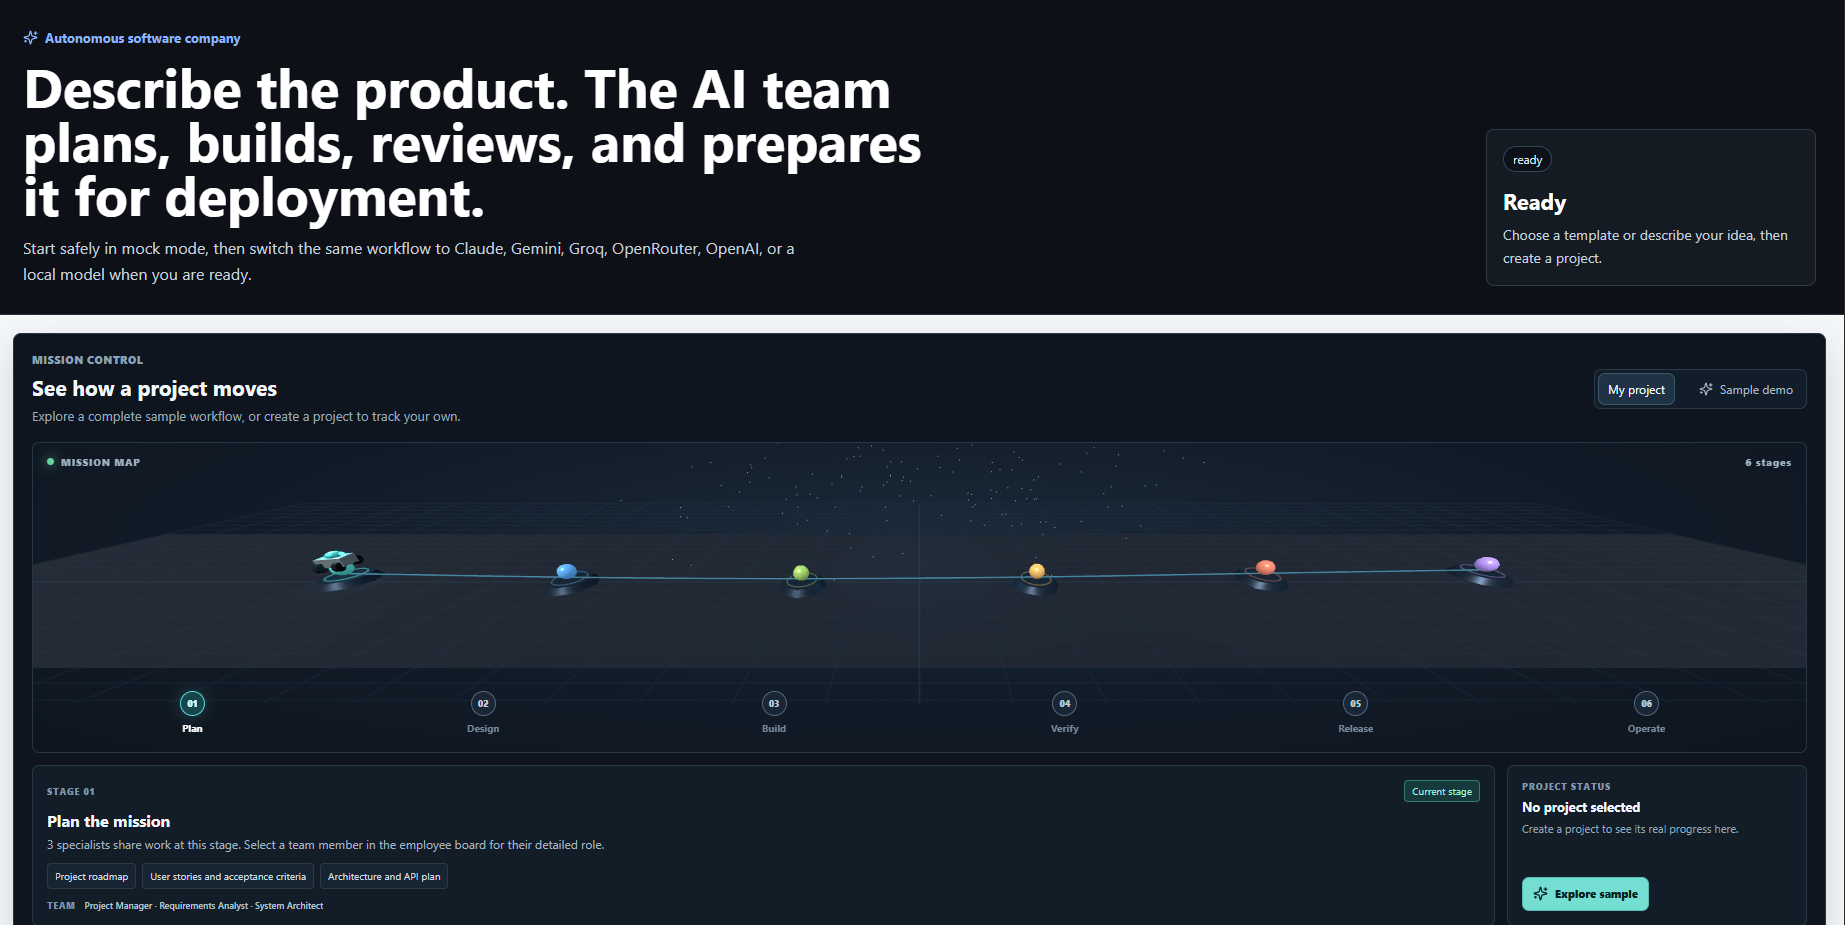 Autonomous software company
Describe the product. The AI team
plans, builds, reviews, and prepares
it for deployment.
Start safely in mock mode, then switch the same workflow to Claude, Gemini, Groq, OpenRouter, OpenAI, or a
local model when you are ready.
ready
Ready
Choose a template or describe your idea, then
create a project.
MISSION CONTROL
See how a project moves
Explore a complete sample workflow, or create a project to track your own.
My project
Sample demo
MISSION MAP
6 stages
01
Plan
02
Design
03
Build
04
Verify
05
Release
06
Operate
STAGE 01
Current stage
Plan the mission
3 specialists share work at this stage. Select a team member in the employee board for their detailed role.
Project roadmap
User stories and acceptance criteria
Architecture and API plan
TEAM Project Manager · Requirements Analyst · System Architect
PROJECT STATUS
No project selected
Create a project to see its real progress here.
Explore sample